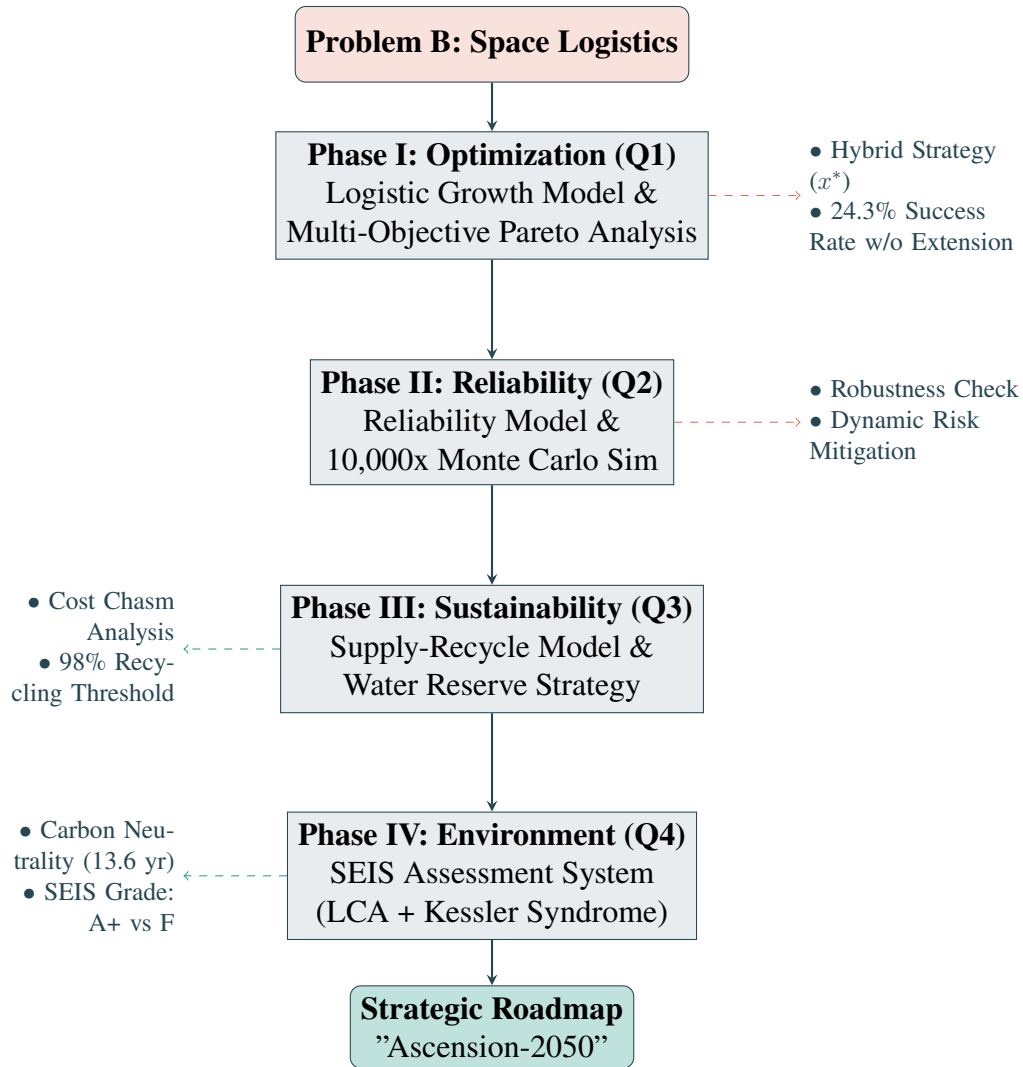 Problem B: Space Logistics
Phase I: Optimization (Q1)
Logistic Growth Model &
Multi-Objective Pareto Analysis
• Hybrid Strategy
(x*)
• 24.3% Success
Rate w/o Extension
Phase II: Reliability (Q2)
Reliability Model &
10,000x Monte Carlo Sim
• Robustness Check
• Dynamic Risk
Mitigation
• Cost Chasm
Analysis
• 98% Recy-
cling Threshold
Phase III: Sustainability (Q3)
Supply-Recycle Model &
Water Reserve Strategy
• Carbon Neu-
trality (13.6 yr)
• SEIS Grade:
A+ vs F
Phase IV: Environment (Q4)
SEIS Assessment System
(LCA + Kessler Syndrome)
Strategic Roadmap
”Ascension-2050”